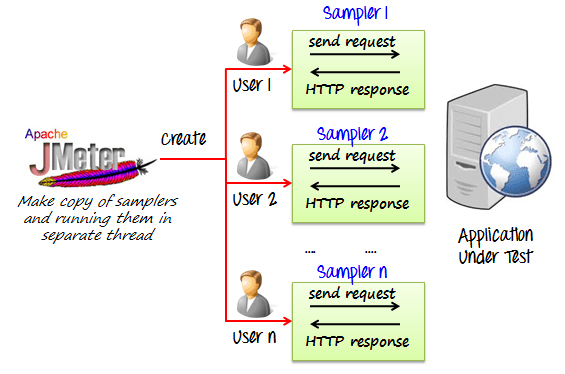 Apache
JMeter
Make copy of samplers
and running them in
separate thread
Create
User 1
Sampler 1
send request
HTTP response
User 2
Sampler 2
send request
HTTP response
.... ....
User n
Sampler n
send request
HTTP response
Application
Under Test